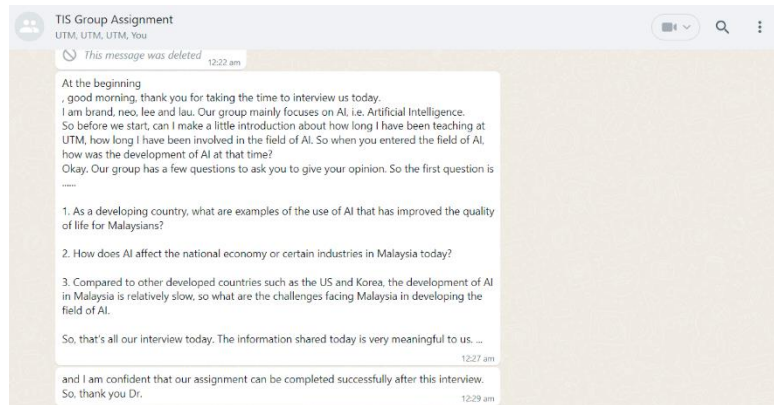 TIS Group Assignment
UTM, UTM, UTM, You
This message was deleted
12:22 am
At the beginning
, good morning, thank you for taking the time to interview us today.
I am brand, neo, lee and lau. Our group mainly focuses on AI, i.e. Artificial Intelligence.
So before we start, can I make a little introduction about how long I have been teaching at
UTM, how long I have been involved in the field of AI. So when you entered the field of AI,
how was the development of AI at that time?
Okay. Our group has a few questions to ask you to give your opinion. So the first question is
......
1. As a developing country, what are examples of the use of AI that has improved the quality
of life for Malaysians?
2. How does AI affect the national economy or certain industries in Malaysia today?
3. Compared to other developed countries such as the US and Korea, the development of AI
in Malaysia is relatively slow, so what are the challenges facing Malaysia in developing the
field of AI.
So, that's all our interview today. The information shared today is very meaningful to us. ...
12:27 am
and I am confident that our assignment can be completed successfully after this interview.
So, thank you Dr.
12:29 am